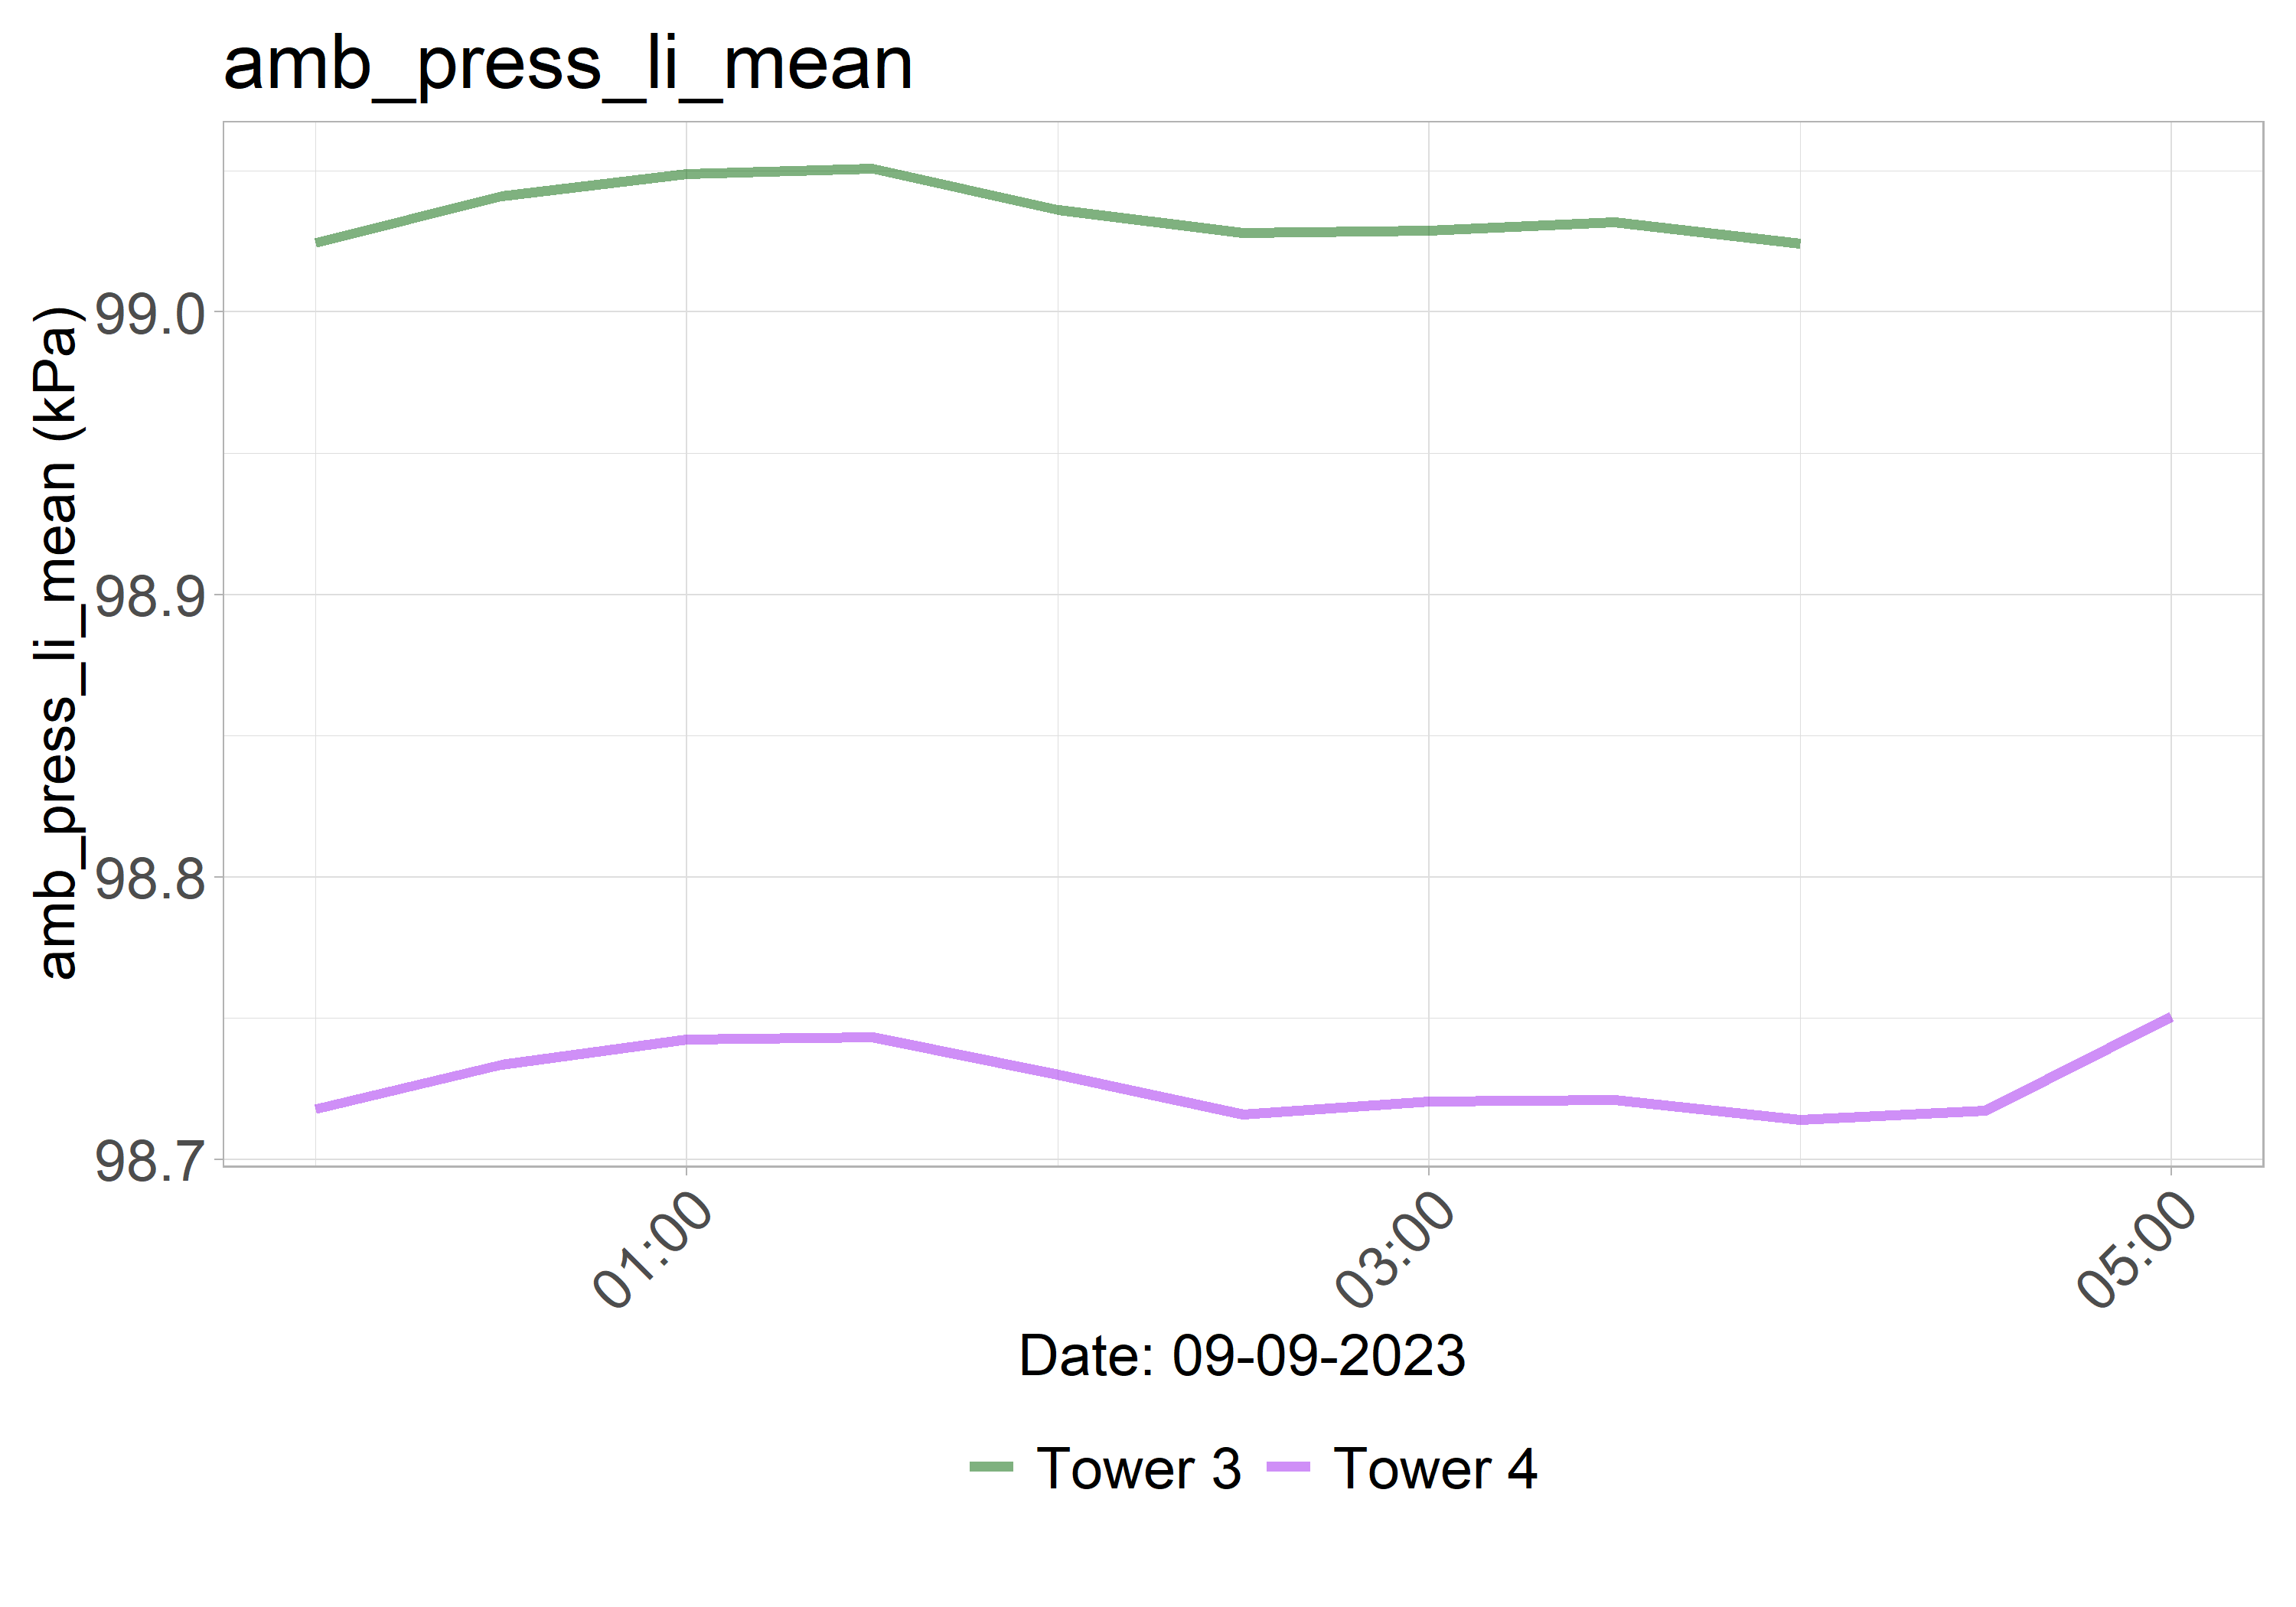 amb_press_li_mean
amb_press_li_mean (kPa)
99.0
98.9
98.8
98.7
01:00
03:00
05:00
Date: 09-09-2023
Tower 3
Tower 4